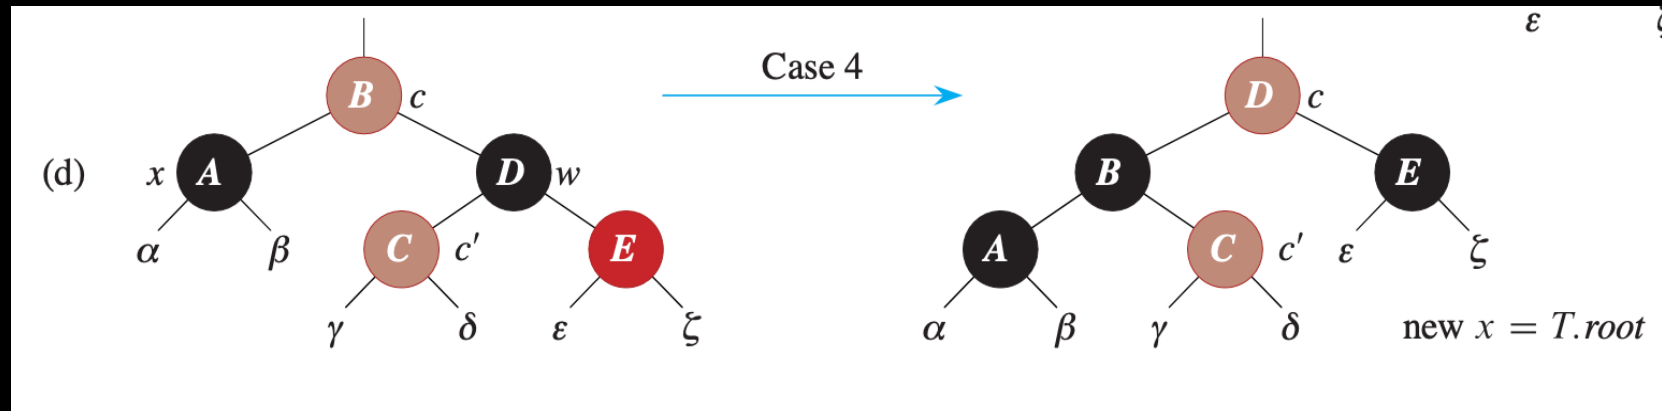 ε
Case 4
B c D c
(d) x A D w B E
C c′ E A C c′ ε ζ
α β
γ δ ε ζ α β γ δ new x = T.root